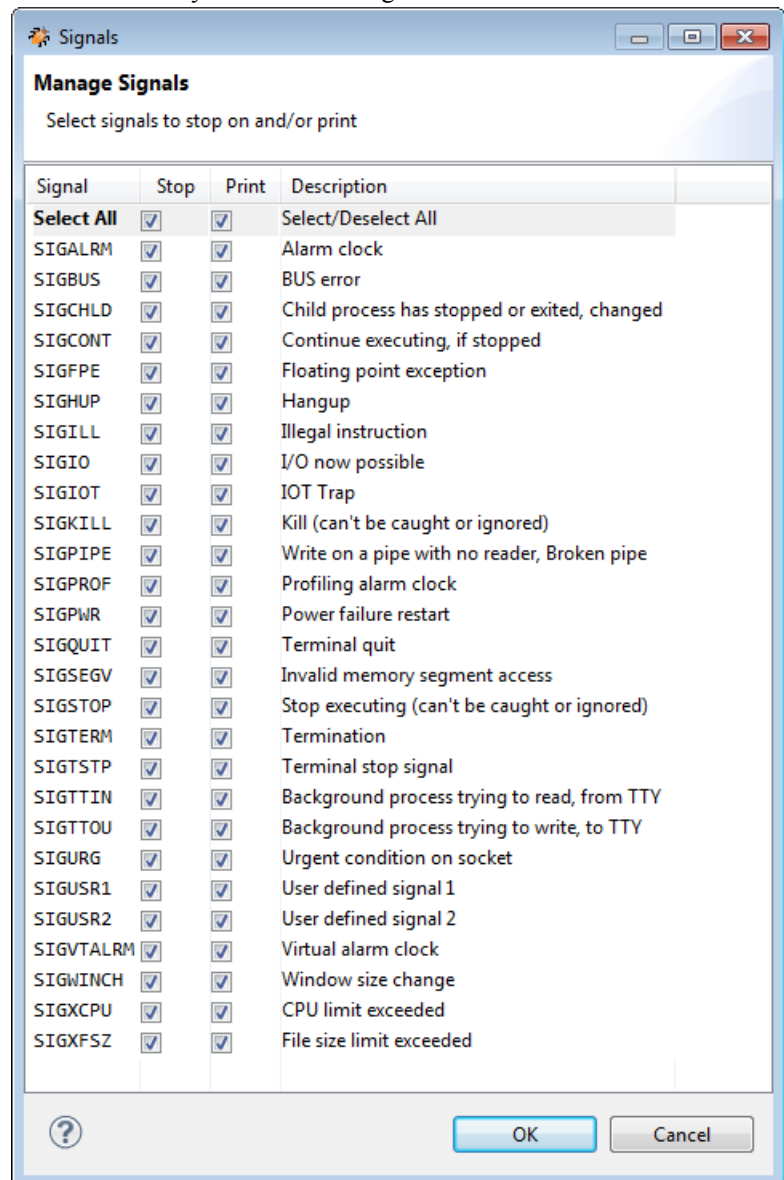 Signals
Manage Signals
Select signals to stop on and/or print
Signal Stop Print Description
Select All Select/Deselect All
SIGALRM Alarm clock
SIGBUS BUS error
SIGCHLD Child process has stopped or exited, changed
SIGCONT Continue executing, if stopped
SIGFPE Floating point exception
SIGHUP Hangup
SIGILL Illegal instruction
SIGIO I/O now possible
SIGIOT IOT Trap
SIGKILL Kill (can't be caught or ignored)
SIGPIPE Write on a pipe with no reader, Broken pipe
SIGPROF Profiling alarm clock
SIGPWR Power failure restart
SIGQUIT Terminal quit
SIGSEGV Invalid memory segment access
SIGSTOP Stop executing (can't be caught or ignored)
SIGTERM Termination
SIGTSTP Terminal stop signal
SIGTTIN Background process trying to read, from TTY
SIGTTOU Background process trying to write, to TTY
SIGURG Urgent condition on socket
SIGUSR1 User defined signal 1
SIGUSR2 User defined signal 2
SIGVTALRM Virtual alarm clock
SIGWINCH Window size change
SIGXCPU CPU limit exceeded
SIGXFSZ File size limit exceeded
? OK Cancel